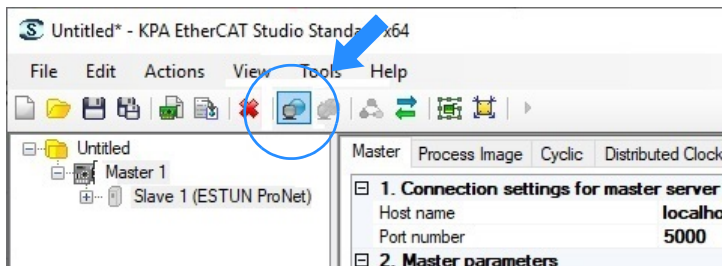 Untitled* - KPA EtherCAT Studio Standard x64
File Edit Actions View Tools Help
Untitled
Master 1
Slave 1 (ESTUN ProNet)
Master Process Image Cyclic Distributed Clock
1. Connection settings for master server
Host name localho
Port number 5000
2. Master parameters